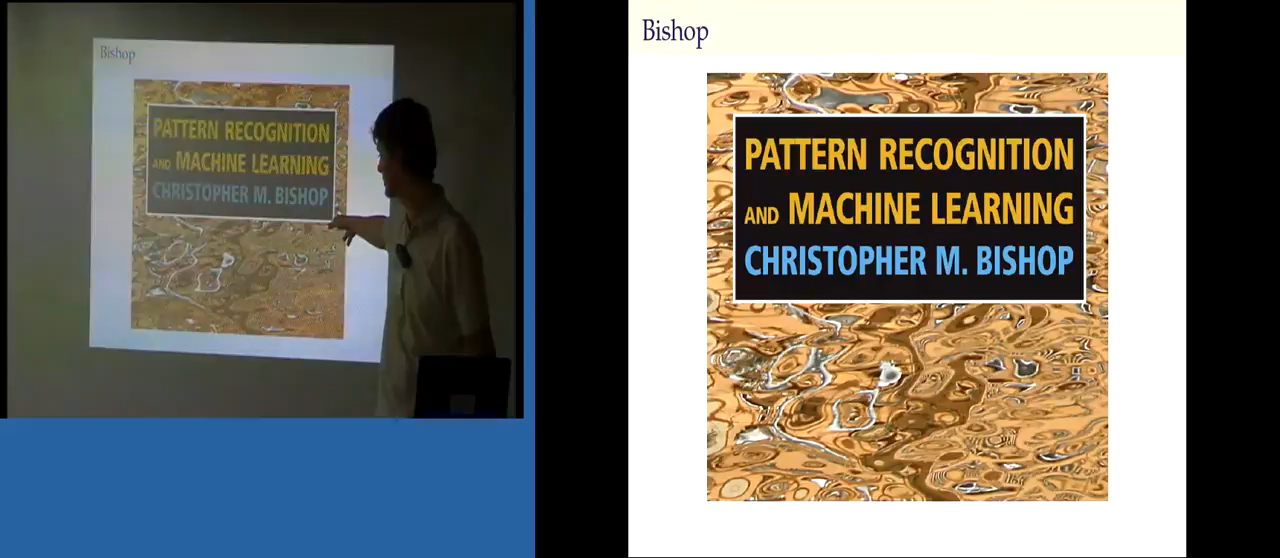 Bishop
PATTERN RECOGNITION
AND MACHINE LEARNING
CHRISTOPHER M. BISHOP
Bishop
PATTERN RECOGNITION
AND MACHINE LEARNING
CHRISTOPHER M. BISHOP